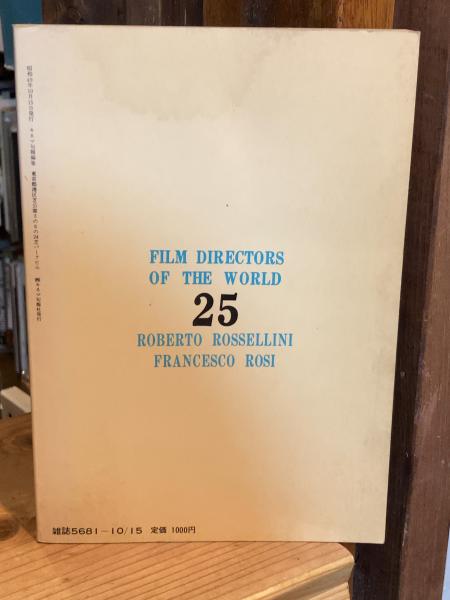 FILM DIRECTORS
OF THE WORLD
25
ROBERTO ROSSELLINI
FRANCESCO ROSI
雑誌5681-10/15 定価 1000円